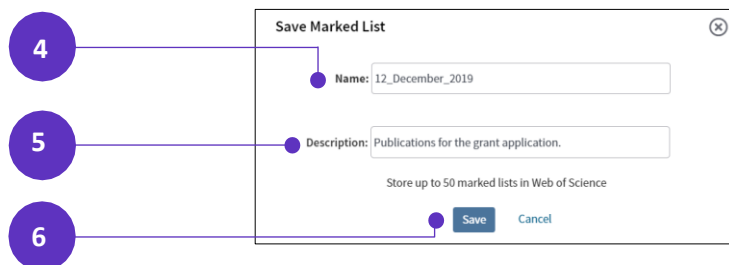 Save Marked List
4
Name: 12_December_2019
5
Description: Publications for the grant application.
Store up to 50 marked lists in Web of Science
6
Save Cancel